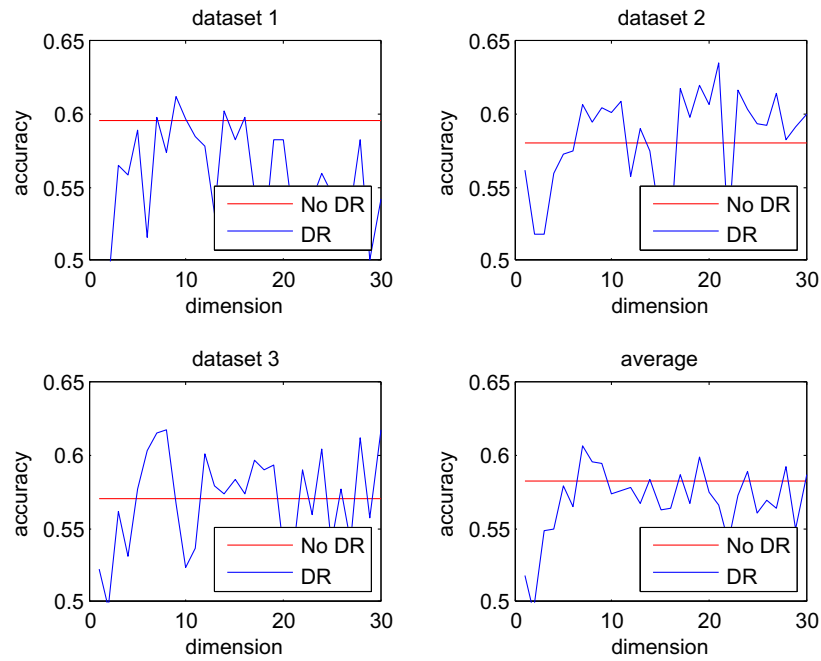 dataset 1
0.65
0.6
0.55
0.5
accuracy
No DR
DR
0
10
20
30
dimension
dataset 2
0.65
0.6
0.55
0.5
accuracy
No DR
DR
0
10
20
30
dimension
dataset 3
0.65
0.6
0.55
0.5
accuracy
No DR
DR
0
10
20
30
dimension
average
0.65
0.6
0.55
0.5
accuracy
No DR
DR
0
10
20
30
dimension